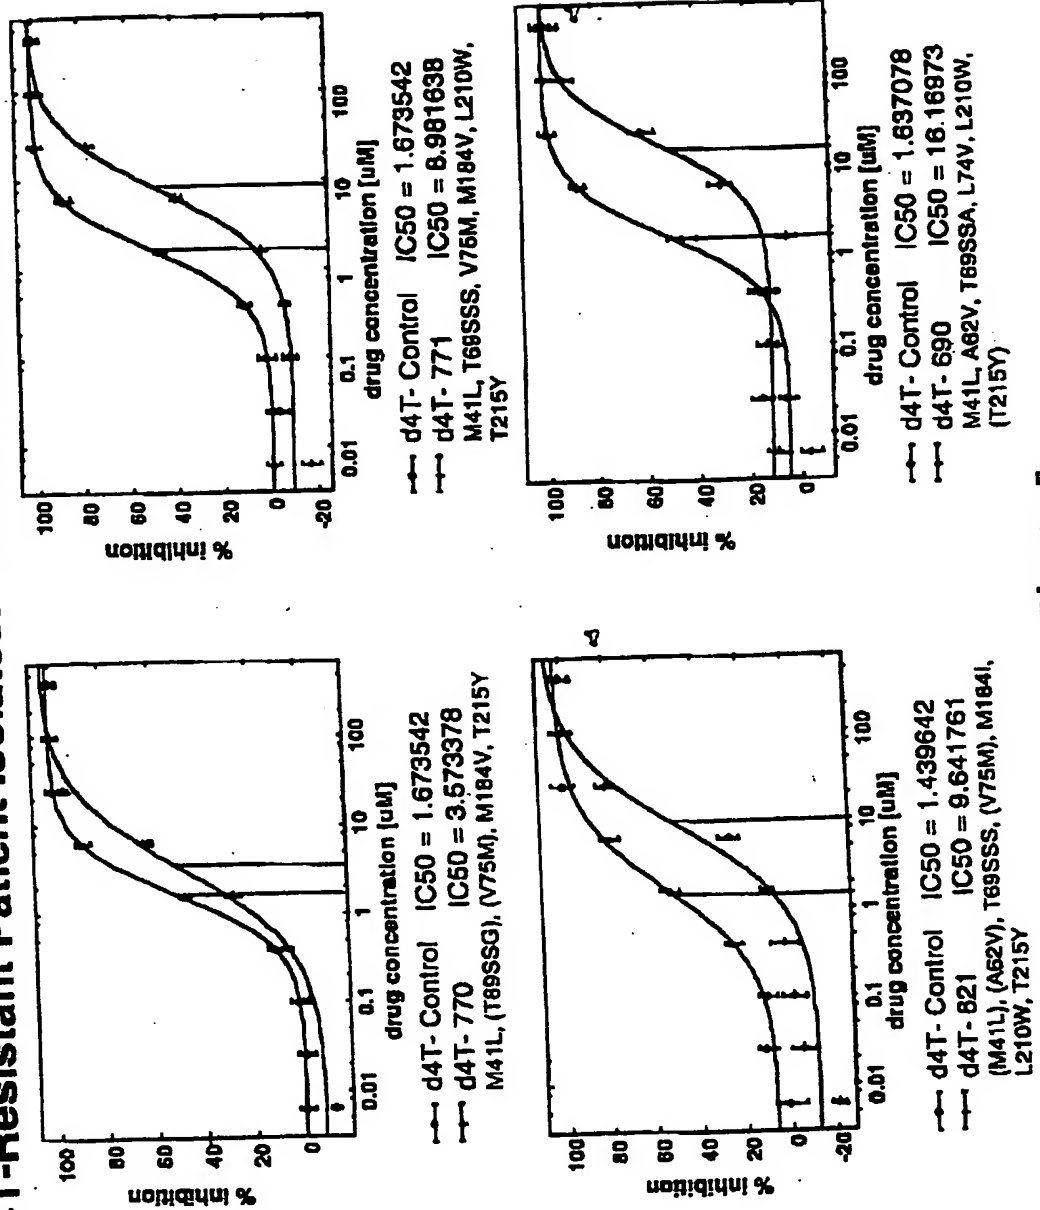 T-Resistant Patient Isolates
100
80
60
40
20
0
% inhibition
0.01 0.1 1 10 100
drug concentration [uM]
d4T- Control IC50 = 1.673542
d4T- 770 IC50 = 3.573378
M41L, (T69SSG), (V75M), M184V, T215Y
100
80
60
40
20
0
-20
% inhibition
0.01 0.1 1 10 100
drug concentration [uM]
d4T- Control IC50 = 1.673542
d4T- 771 IC50 = 8.981638
M41L, T69SSS, V75M, M184V, L210W,
T215Y
100
80
60
40
20
0
-20
% inhibition
0.01 0.1 1 10 100
drug concentration [uM]
d4T- Control IC50 = 1.439642
d4T- 821 IC50 = 9.641761
(M41L), (A62V), T69SSS, (V75M), M184I,
L210W, T215Y
100
80
60
40
20
0
% inhibition
0.01 0.1 1 10 100
drug concentration [uM]
d4T- Control IC50 = 1.637078
d4T- 690 IC50 = 16.16973
M41L, A62V, T69SSA, L74V, L210W,
(T215Y)